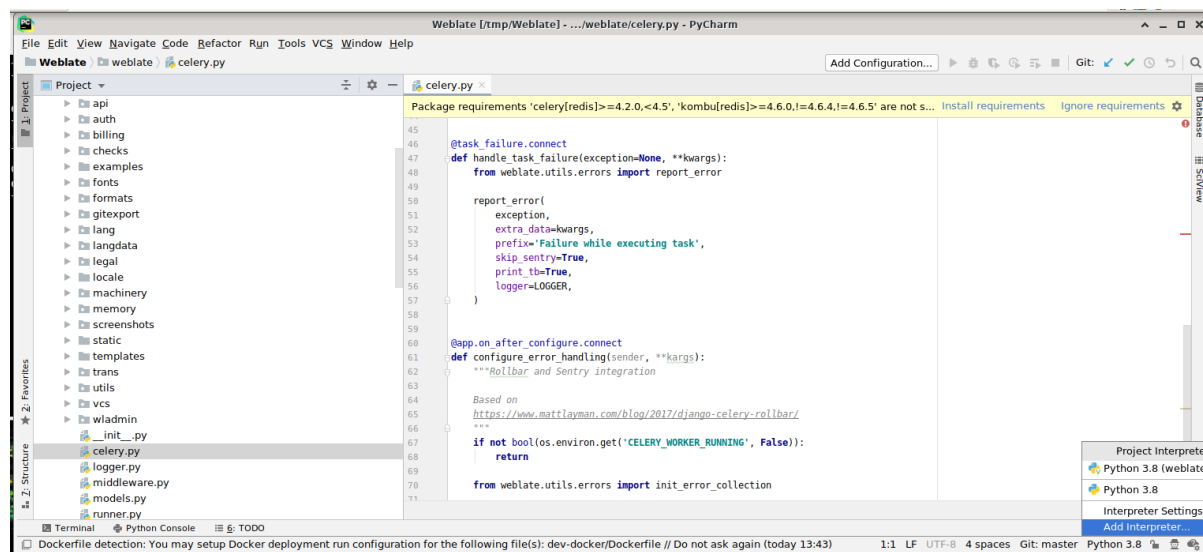 Weblate [/tmp/Weblate] - .../weblate/celery.py - PyCharm
File Edit View Navigate Code Refactor Run Tools VCS Window Help
Weblate weblate celery.py Add Configuration... Git:
1: Project
Project
celery.py
Package requirements 'celery[redis]>=4.2.0,<4.5', 'kombu[redis]>=4.6.0,!=4.6.4,!=4.6.5' are not s... Install requirements Ignore requirements
api
auth
billing
checks
examples
fonts
formats
gitexport
lang
langdata
legal
locale
machinery
memory
screenshots
static
templates
trans
utils
vcs
wladmin
__init__.py
celery.py
logger.py
middleware.py
models.py
runner.py
45
46 @task_failure.connect
47 def handle_task_failure(exception=None, **kwargs):
48 from weblate.utils.errors import report_error
49
50 report_error(
51 exception,
52 extra_data=kwargs,
53 prefix='Failure while executing task',
54 skip_sentry=True,
55 print_tb=True,
56 logger=LOGGER,
57 )
58
59
60 @app.on_after_configure.connect
61 def configure_error_handling(sender, **kargs):
62 """Rollbar and Sentry integration
63
64 Based on
65 https://www.mattlayman.com/blog/2017/django-celery-rollbar/
66 """
67 if not bool(os.environ.get('CELERY_WORKER_RUNNING', False)):
68 return
69
70 from weblate.utils.errors import init_error_collection
71
Database
SciView
2: Favorites
7: Structure
Project Interprete
Python 3.8 (weblate
Python 3.8
Interpreter Settings
Add Interpreter...
Terminal Python Console 6: TODO
Dockerfile detection: You may setup Docker deployment run configuration for the following file(s): dev-docker/Dockerfile // Do not ask again (today 13:43) 1:1 LF UTF-8 4 spaces Git: master Python 3.8